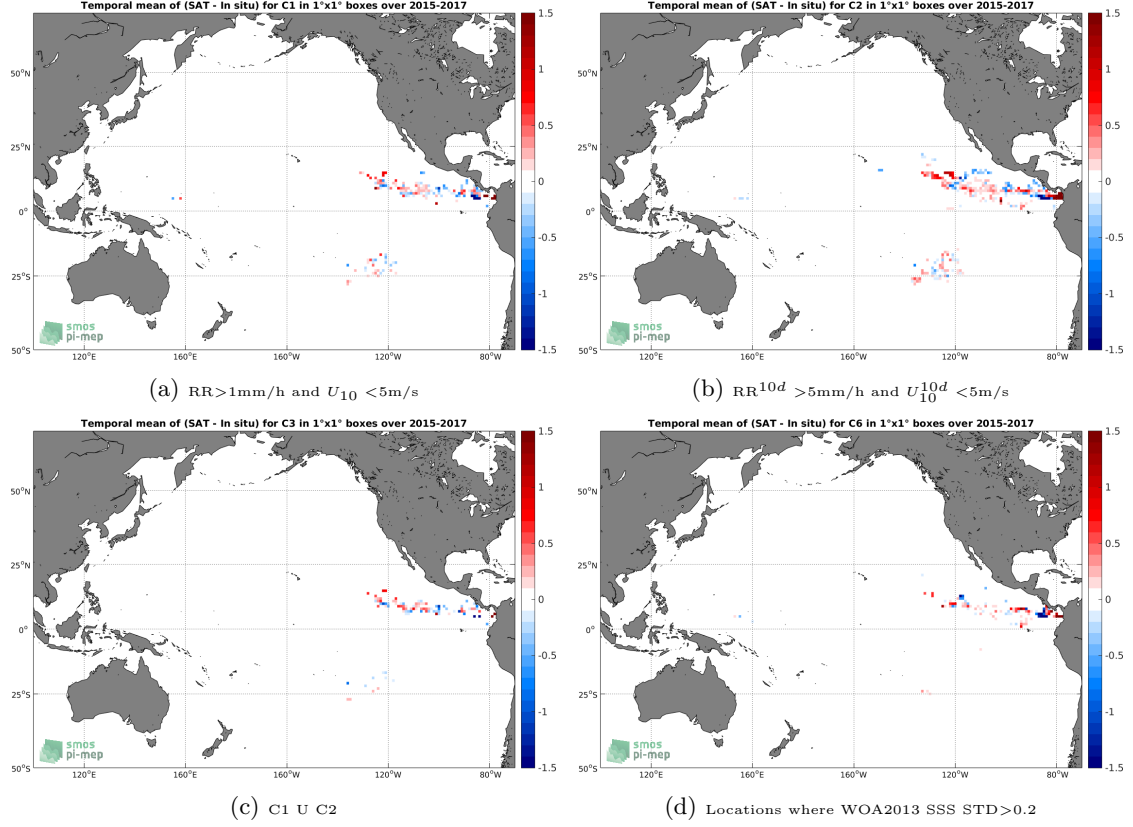 Temporal mean of (SAT - In situ) for C1 in 1°x1° boxes over 2015-2017
50°N
25°N
0°
25°S
50°S
120°E
160°E
160°W
120°W
80°W
1.5
1
0.5
0
-0.5
-1
-1.5
smos
pi-mep
(a) RR>1mm/h and U10 <5m/s
Temporal mean of (SAT - In situ) for C2 in 1°x1° boxes over 2015-2017
50°N
25°N
0°
25°S
50°S
120°E
160°E
160°W
120°W
80°W
1.5
1
0.5
0
-0.5
-1
-1.5
smos
pi-mep
(b) RR^10d >5mm/h and U10^10d <5m/s
Temporal mean of (SAT - In situ) for C3 in 1°x1° boxes over 2015-2017
50°N
25°N
0°
25°S
50°S
120°E
160°E
160°W
120°W
80°W
1.5
1
0.5
0
-0.5
-1
-1.5
smos
pi-mep
(c) C1 U C2
Temporal mean of (SAT - In situ) for C6 in 1°x1° boxes over 2015-2017
50°N
25°N
0°
25°S
50°S
120°E
160°E
160°W
120°W
80°W
1.5
1
0.5
0
-0.5
-1
-1.5
smos
pi-mep
(d) Locations where WOA2013 SSS STD>0.2